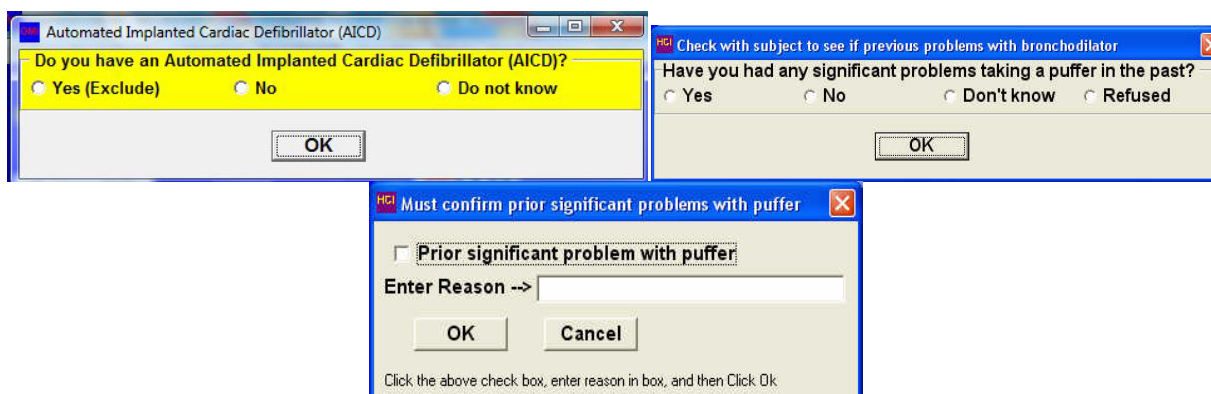 Automated Implanted Cardiac Defibrillator (AICD)
Do you have an Automated Implanted Cardiac Defibrillator (AICD)?
Yes (Exclude) No Do not know
OK
HCI Check with subject to see if previous problems with bronchodilator
Have you had any significant problems taking a puffer in the past?
Yes No Don't know Refused
OK
HCI Must confirm prior significant problems with puffer
Prior significant problem with puffer
Enter Reason -->
OK Cancel
Click the above check box, enter reason in box, and then Click Ok